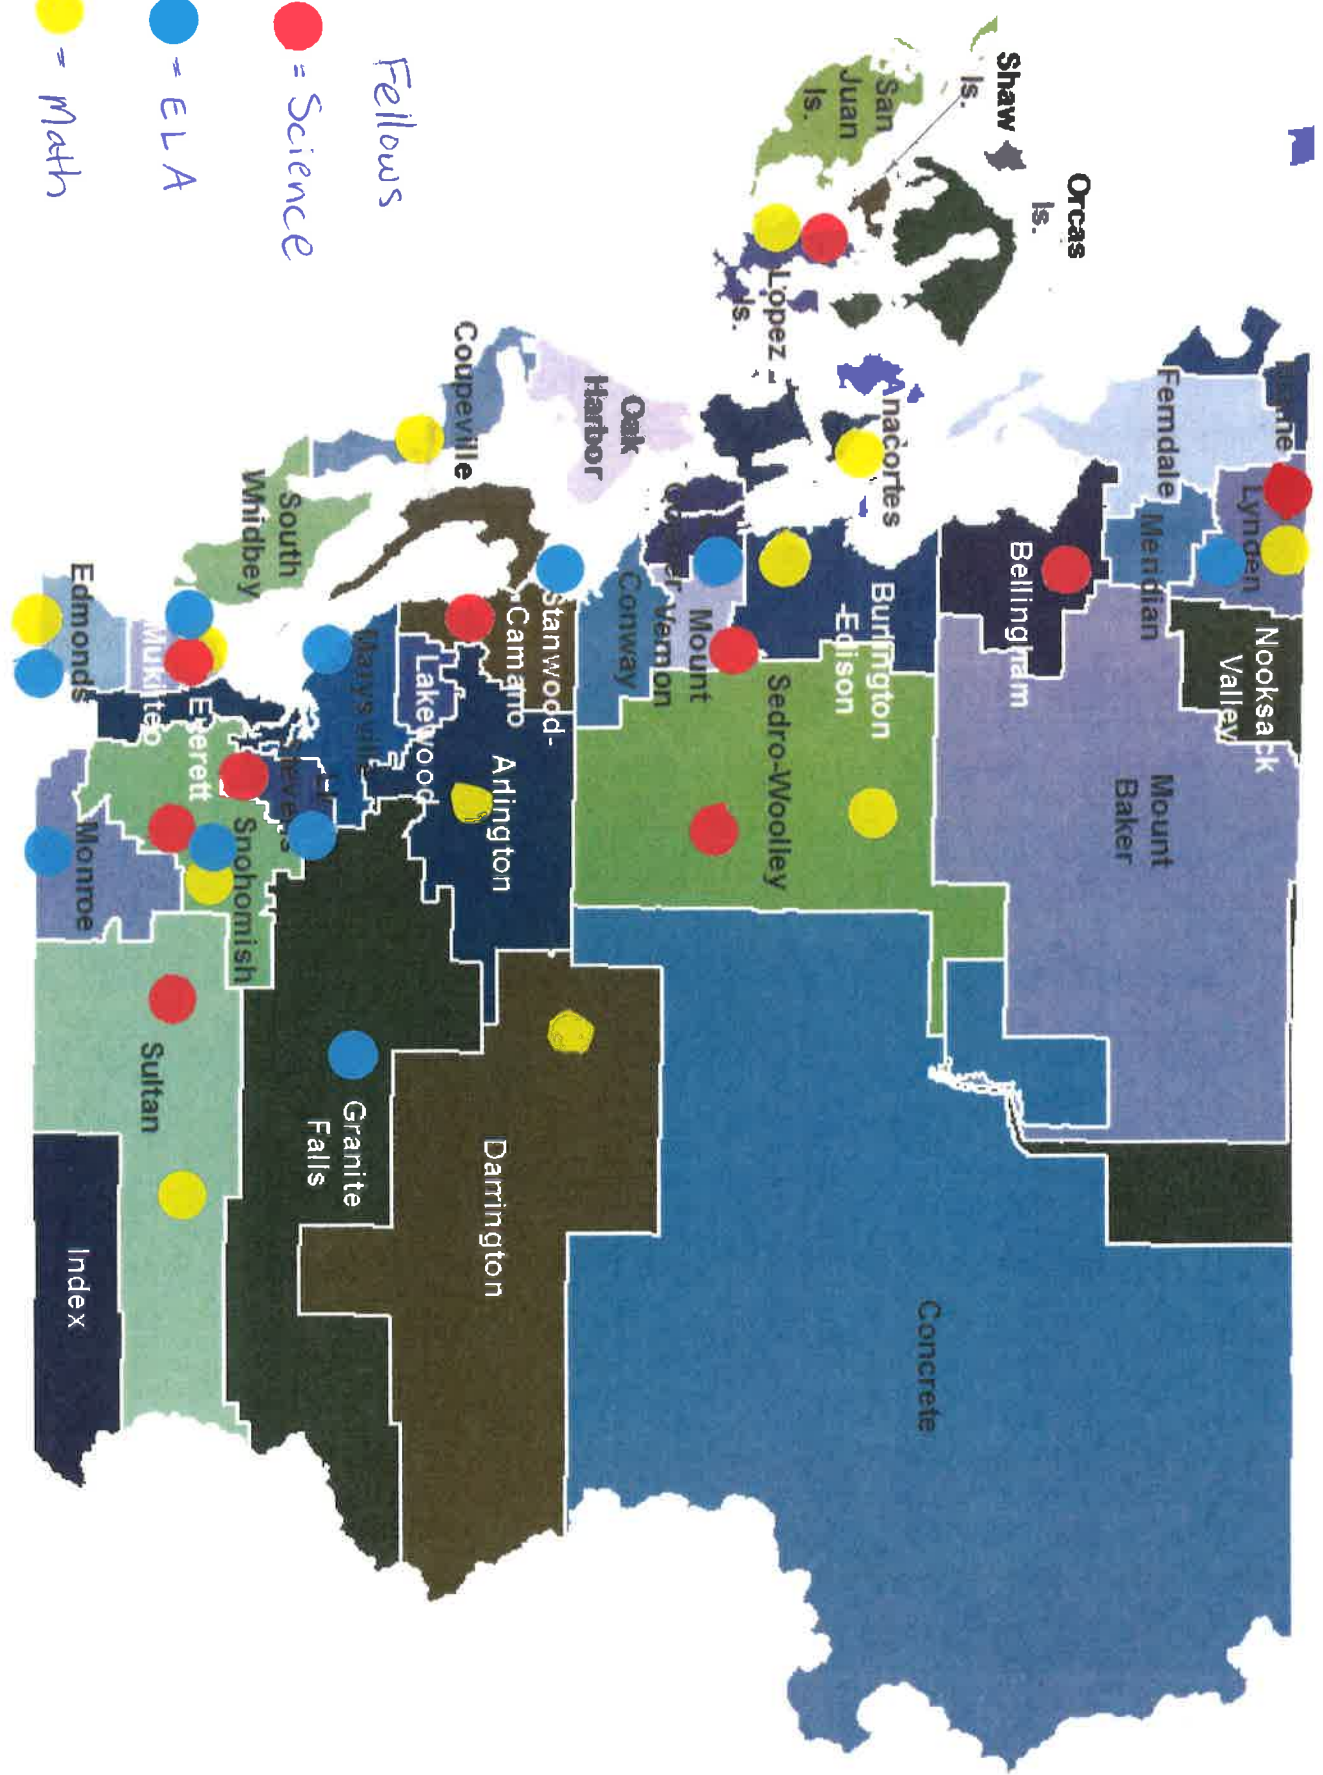 Fellows
= Science
= ELA
= Math
Shaw
Is.
Orcas
Is.
San
Juan
Is.
Lopez
Is.
Anacortes
Ferndale
Lynden
Meridian
Nooksack
Valley
Bellingham
Mount
Baker
Burlington
-Edison
Sedro-Woolley
Mount
Vernon
Conway
Oak
Harbor
Coupeville
South
Whidbey
Stanwood-
Camano
Lakewood
Arlington
Marysville
Everett
Mukilteo
Edmonds
Snohomish
Monroe
Sultan
Granite
Falls
Darrington
Index
Concrete